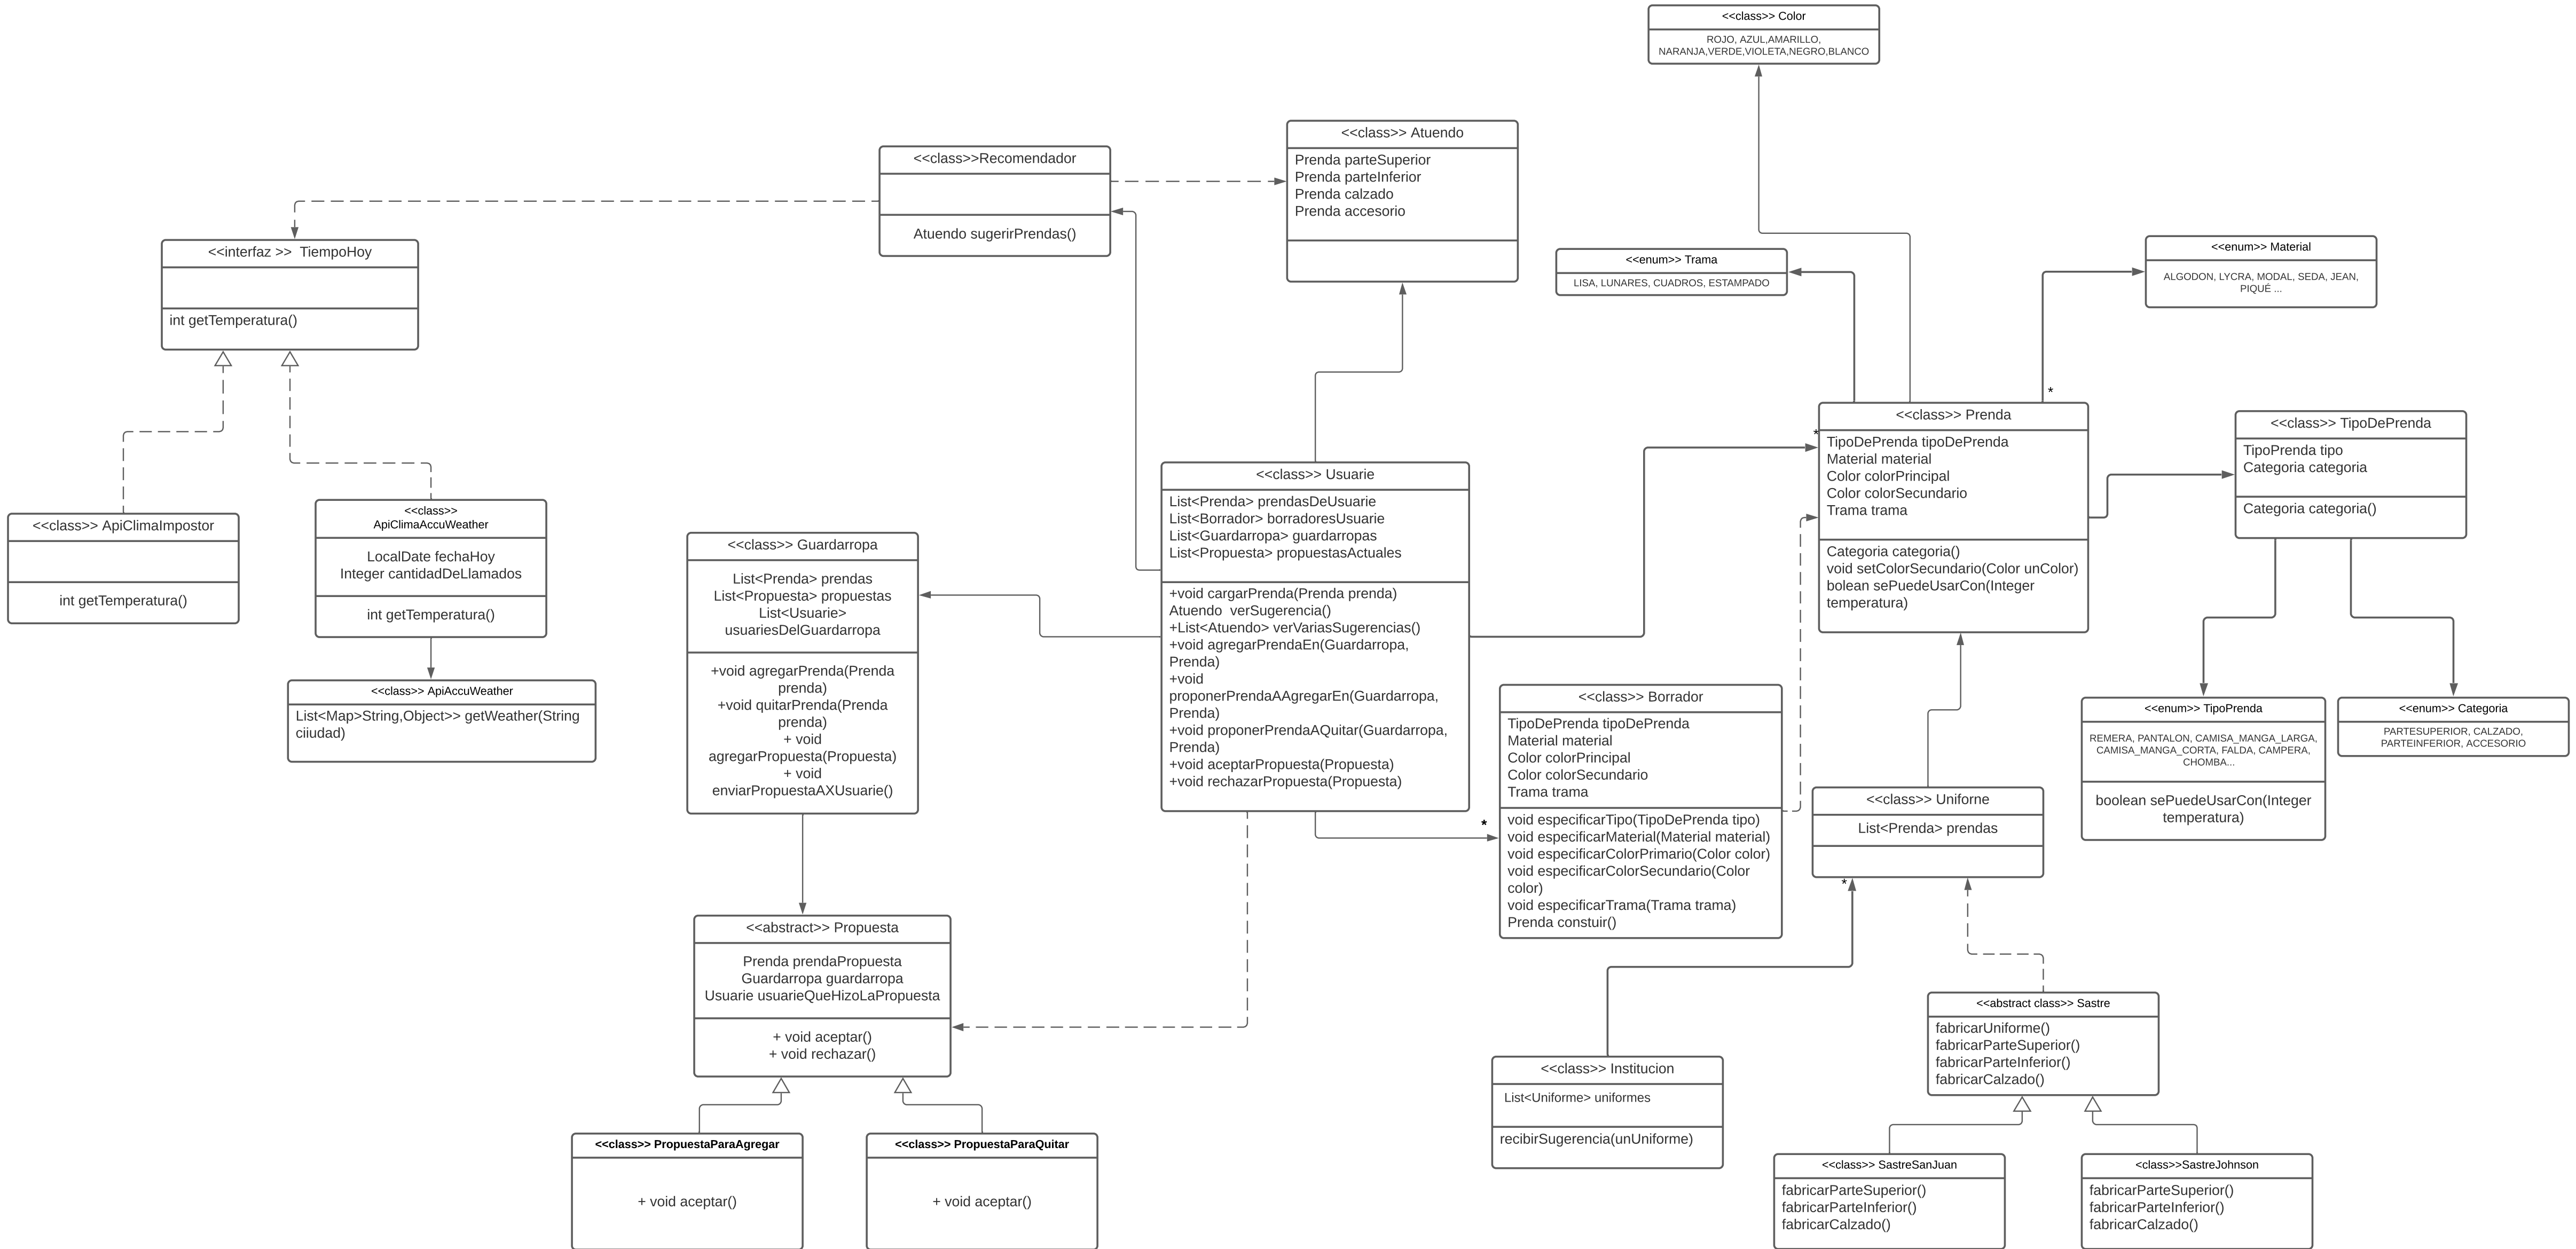 <<class>> Color
ROJO, AZUL,AMARILLO,
NARANJA,VERDE,VIOLETA,NEGRO,BLANCO
<<class>> Atuendo
Prenda parteSuperior
Prenda parteInferior
Prenda calzado
Prenda accesorio
<<class>>Recomendador
Atuendo sugerirPrendas()
<<interfaz >>  TiempoHoy
int getTemperatura()
<<enum>> Trama
LISA, LUNARES, CUADROS, ESTAMPADO
<<enum>> Material
ALGODON, LYCRA, MODAL, SEDA, JEAN,
PIQUÉ ...
*
*
<<class>> Prenda
TipoDePrenda tipoDePrenda
Material material
Color colorPrincipal
Color colorSecundario
Trama trama
Categoria categoria()
void setColorSecundario(Color unColor)
bolean sePuedeUsarCon(Integer
temperatura)
<<class>> TipoDePrenda
TipoPrenda tipo
Categoria categoria
Categoria categoria()
<<class>> Usuarie
List<Prenda> prendasDeUsuarie
List<Borrador> borradoresUsuarie
List<Guardarropa> guardarropas
List<Propuesta> propuestasActuales
+void cargarPrenda(Prenda prenda)
Atuendo  verSugerencia()
+List<Atuendo> verVariasSugerencias()
+void agregarPrendaEn(Guardarropa,
Prenda)
+void
proponerPrendaAAgregarEn(Guardarropa,
Prenda)
+void proponerPrendaAQuitar(Guardarropa,
Prenda)
+void aceptarPropuesta(Propuesta)
+void rechazarPropuesta(Propuesta)
<<class>> ApiClimaImpostor
int getTemperatura()
<<class>>
ApiClimaAccuWeather
LocalDate fechaHoy
Integer cantidadDeLlamados
int getTemperatura()
<<class>> ApiAccuWeather
List<Map>String,Object>> getWeather(String
ciiudad)
<<class>> Guardarropa
List<Prenda> prendas
List<Propuesta> propuestas
List<Usuarie>
usuariesDelGuardarropa
+void agregarPrenda(Prenda
prenda)
+void quitarPrenda(Prenda
prenda)
+ void
agregarPropuesta(Propuesta)
+ void
enviarPropuestaAXUsuarie()
*
<<class>> Borrador
TipoDePrenda tipoDePrenda
Material material
Color colorPrincipal
Color colorSecundario
Trama trama
void especificarTipo(TipoDePrenda tipo)
void especificarMaterial(Material material)
void especificarColorPrimario(Color color)
void especificarColorSecundario(Color
color)
void especificarTrama(Trama trama)
Prenda constuir()
<<enum>> TipoPrenda
REMERA, PANTALON, CAMISA_MANGA_LARGA,
CAMISA_MANGA_CORTA, FALDA, CAMPERA,
CHOMBA...
boolean sePuedeUsarCon(Integer
temperatura)
<<enum>> Categoria
PARTESUPERIOR, CALZADO,
PARTEINFERIOR, ACCESORIO
<<class>> Uniforne
List<Prenda> prendas
*
<<abstract>> Propuesta
Prenda prendaPropuesta
Guardarropa guardarropa
Usuarie usuarieQueHizoLaPropuesta
+ void aceptar()
+ void rechazar()
<<abstract class>> Sastre
fabricarUniforme()
fabricarParteSuperior()
fabricarParteInferior()
fabricarCalzado()
<<class>> Institucion
List<Uniforme> uniformes
recibirSugerencia(unUniforme)
<<class>> PropuestaParaAgregar
+ void aceptar()
<<class>> PropuestaParaQuitar
+ void aceptar()
<<class>> SastreSanJuan
fabricarParteSuperior()
fabricarParteInferior()
fabricarCalzado()
<class>>SastreJohnson
fabricarParteSuperior()
fabricarParteInferior()
fabricarCalzado()